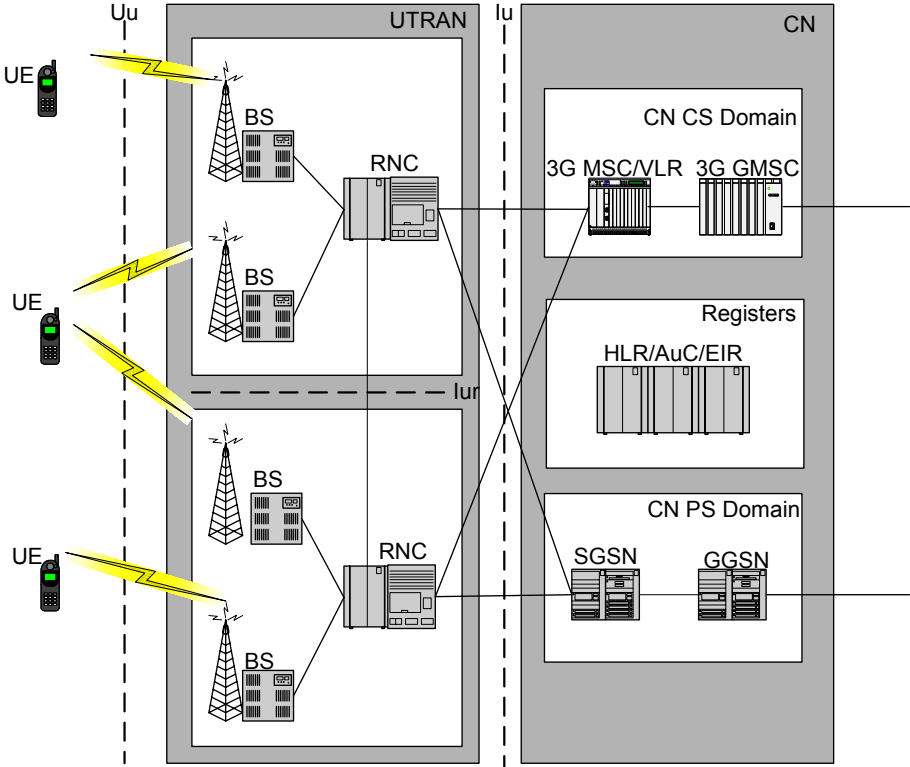 Uu
UTRAN
Iu
CN
UE
BS
RNC
CN CS Domain
3G MSC/VLR
3G GMSC
BS
UE
Registers
HLR/AuC/EIR
Iur
BS
CN PS Domain
UE
RNC
SGSN
GGSN
BS